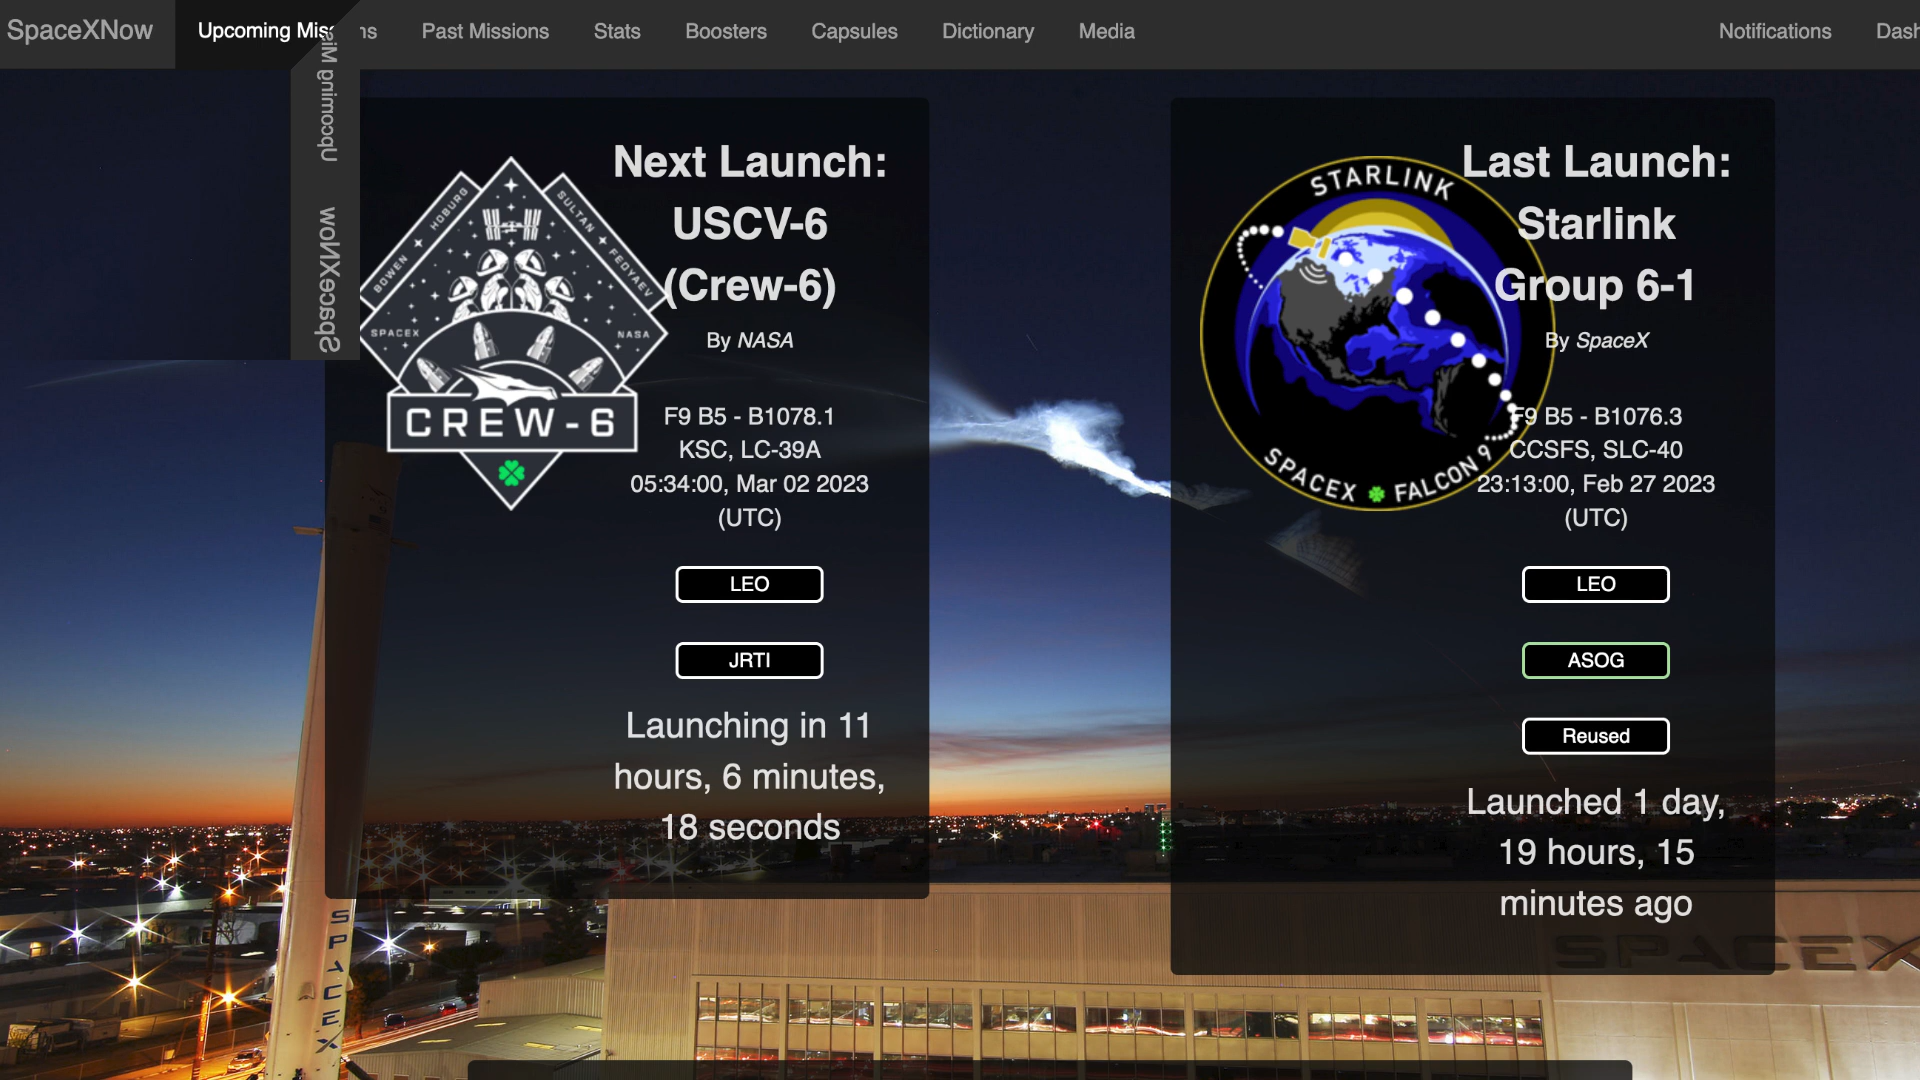 SpaceXNow
Upcoming Miss
ns
Past Missions
Stats
Boosters
Capsules
Dictionary
Media
Notifications
Dash
Upcoming Mis
SpaceXNow
HOBURG
BOWEN
SULTAN
FEDYAEV
SPACEX
NASA
CREW-6
Next Launch:
USCV-6
(Crew-6)
By NASA
F9 B5 - B1078.1
KSC, LC-39A
05:34:00, Mar 02 2023
(UTC)
LEO
JRTI
Launching in 11
hours, 6 minutes,
18 seconds
STARLINK
SPACEX
FALCON 9
Last Launch:
Starlink
Group 6-1
By SpaceX
F9 B5 - B1076.3
CCSFS, SLC-40
23:13:00, Feb 27 2023
(UTC)
LEO
ASOG
Reused
Launched 1 day,
19 hours, 15
minutes ago
SPACEX
SPACEX